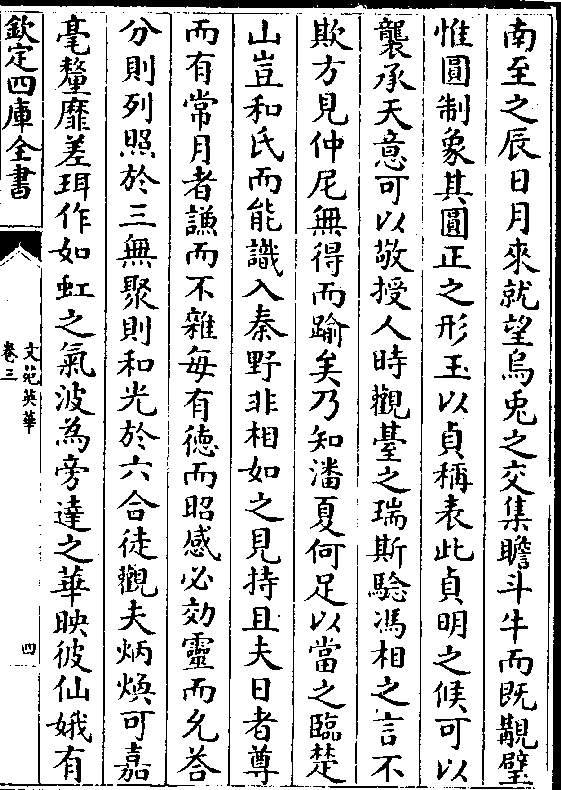 南至之辰日月來就望烏兎之交集瞻斗牛而既覯璧
惟圓制象其圓正之形玉以貞稱表此貞明之候可以
襲承天意可以敬授人時觀臺之瑞斯驗馮相之言不
欺方見仲尼無得而踰矣乃知潘夏何足以當之臨楚
山豈和氏而能識入秦野非相如之見持且夫日者尊
而有常月者謙而不雜每有徳而昭感必効靈而允荅
分則列照於三無聚則和光於六合徒觀夫炳煥可嘉
毫釐靡差珥作如虹之氣波為旁達之華映彼仙娥有
欽定四庫全書
文苑英華
卷三
四